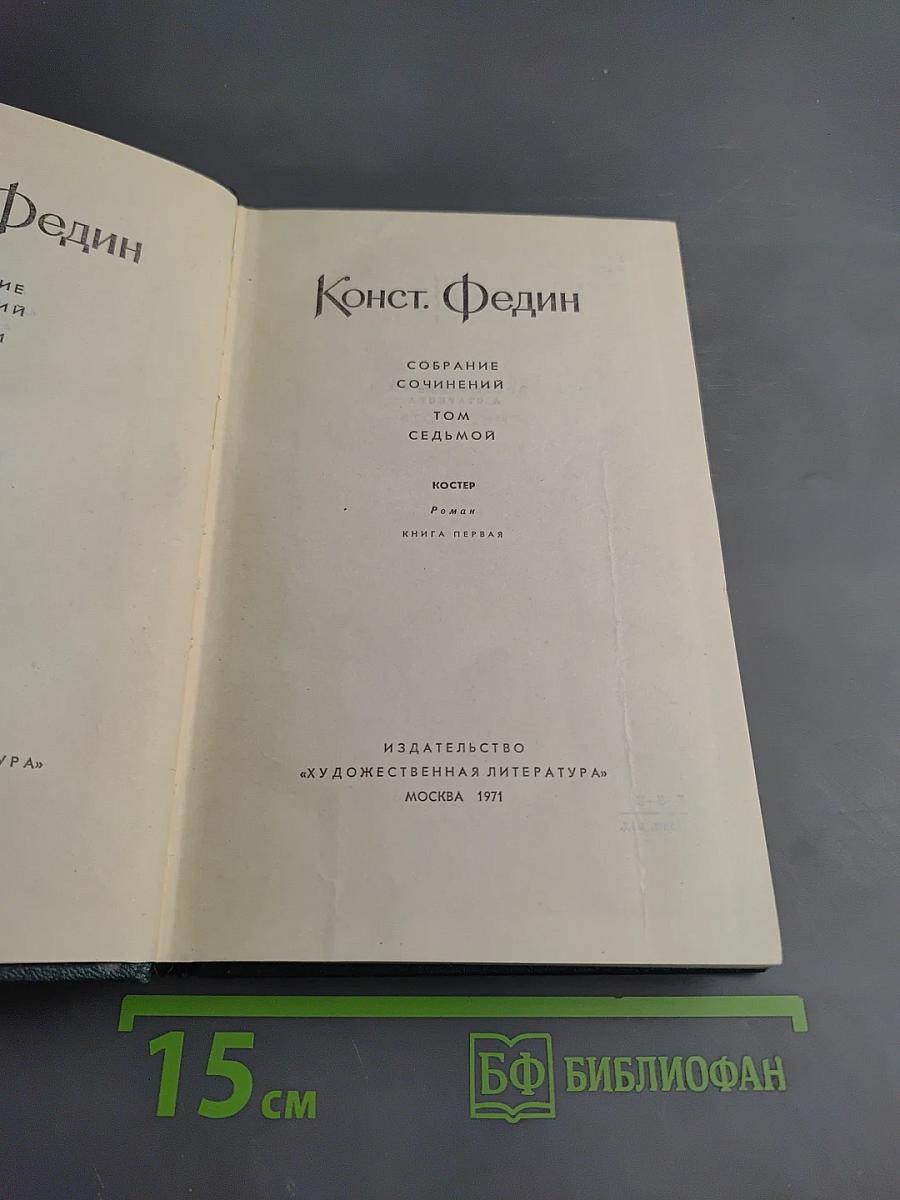 Федин
Конст. Федин
СОБРАНИЕ
СОЧИНЕНИЙ
ТОМ
СЕДЬМОЙ
КОСТЕР
Роман
КНИГА ПЕРВАЯ
ИЗДАТЕЛЬСТВО
«ХУДОЖЕСТВЕННАЯ ЛИТЕРАТУРА»
МОСКВА 1971
15 см
БФ БИБЛИОФАН